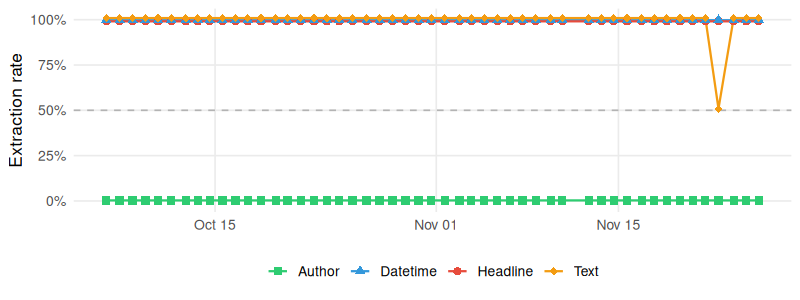 Extraction rate
100%
75%
50%
25%
0%
Oct 15
Nov 01
Nov 15
Author
Datetime
Headline
Text